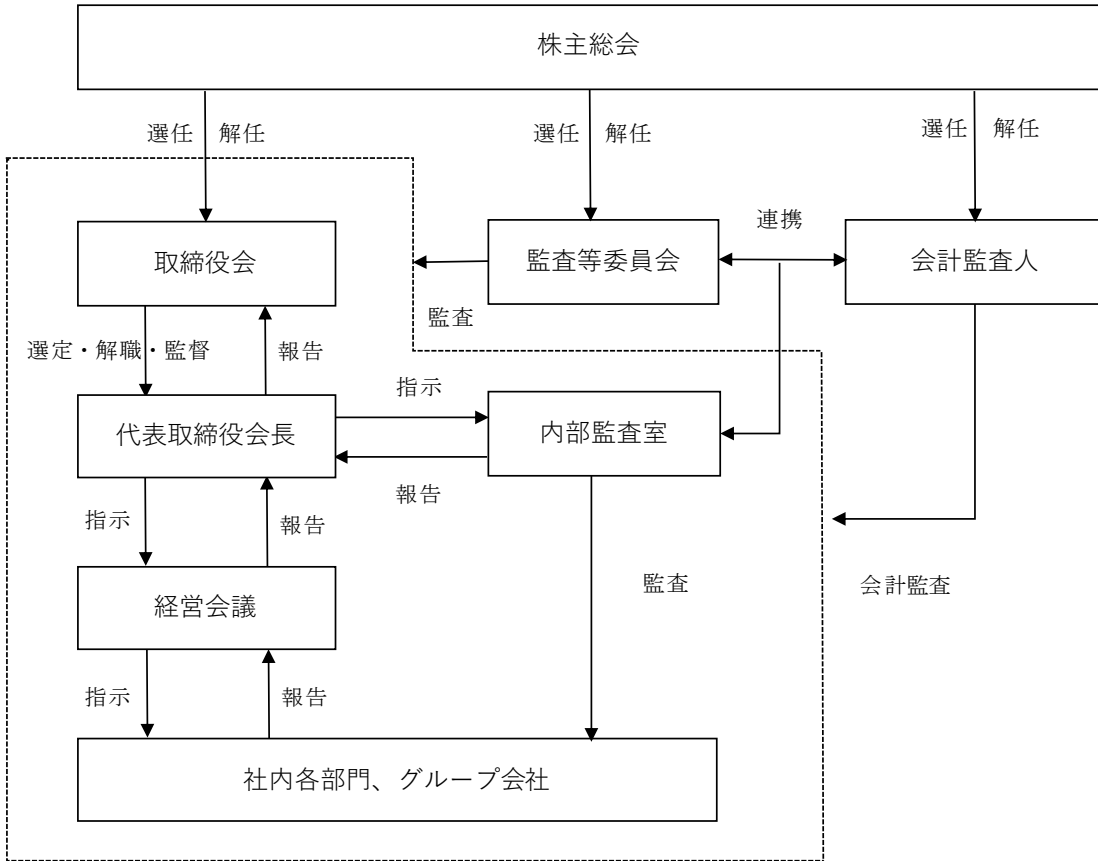 株主総会
選任 解任
選任 解任
選任 解任
取締役会
監査等委員会
連携
会計監査人
監査
選定・解職・監督
報告
代表取締役会長
指示
内部監査室
報告
指示
報告
経営会議
監査
会計監査
指示
報告
社内各部門、グループ会社